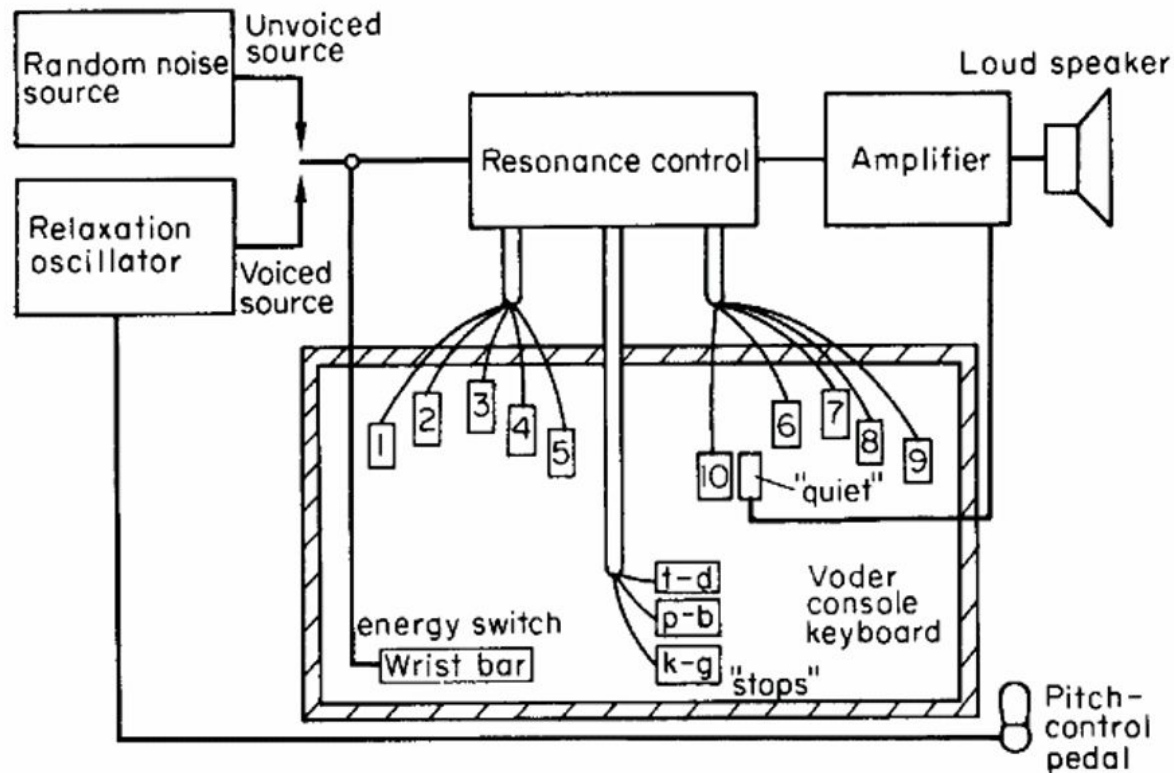 Unvoiced
source
Random noise
source
Loud speaker
Resonance control
Amplifier
Relaxation
oscillator
Voiced
source
1
2
3
4
5
10
6
7
8
9
"quiet"
t-d
p-b
k-g
"stops"
Voder
console
keyboard
energy switch
Wrist bar
Pitch-
control
pedal